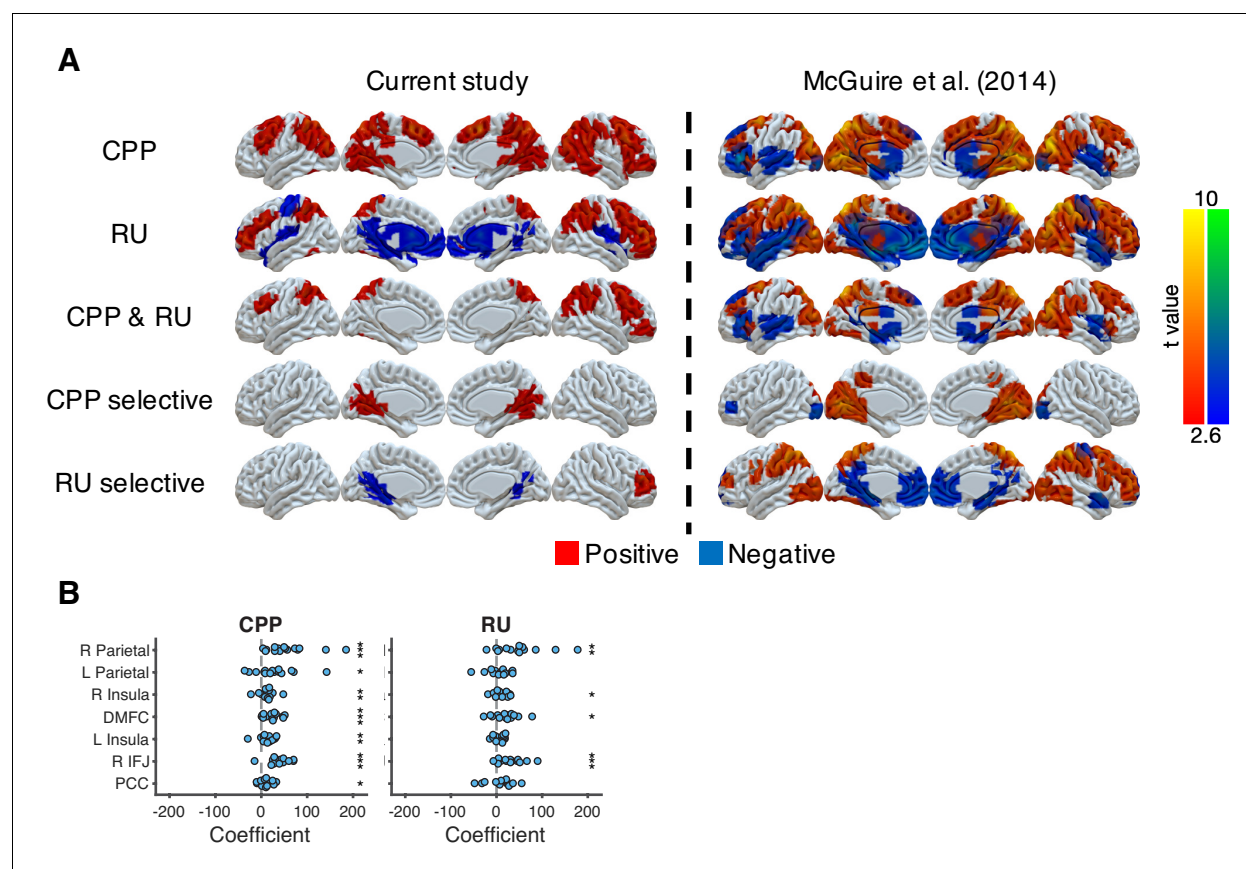 A
Current study
McGuire et al. (2014)
CPP
RU
CPP & RU
CPP selective
RU selective
10
t value
2.6
Positive
Negative
B
CPP
RU
R Parietal
L Parietal
R Insula
DMFC
L Insula
R IFJ
PCC
-200 -100 0 100 200
-200 -100 0 100 200
Coefficient
Coefficient